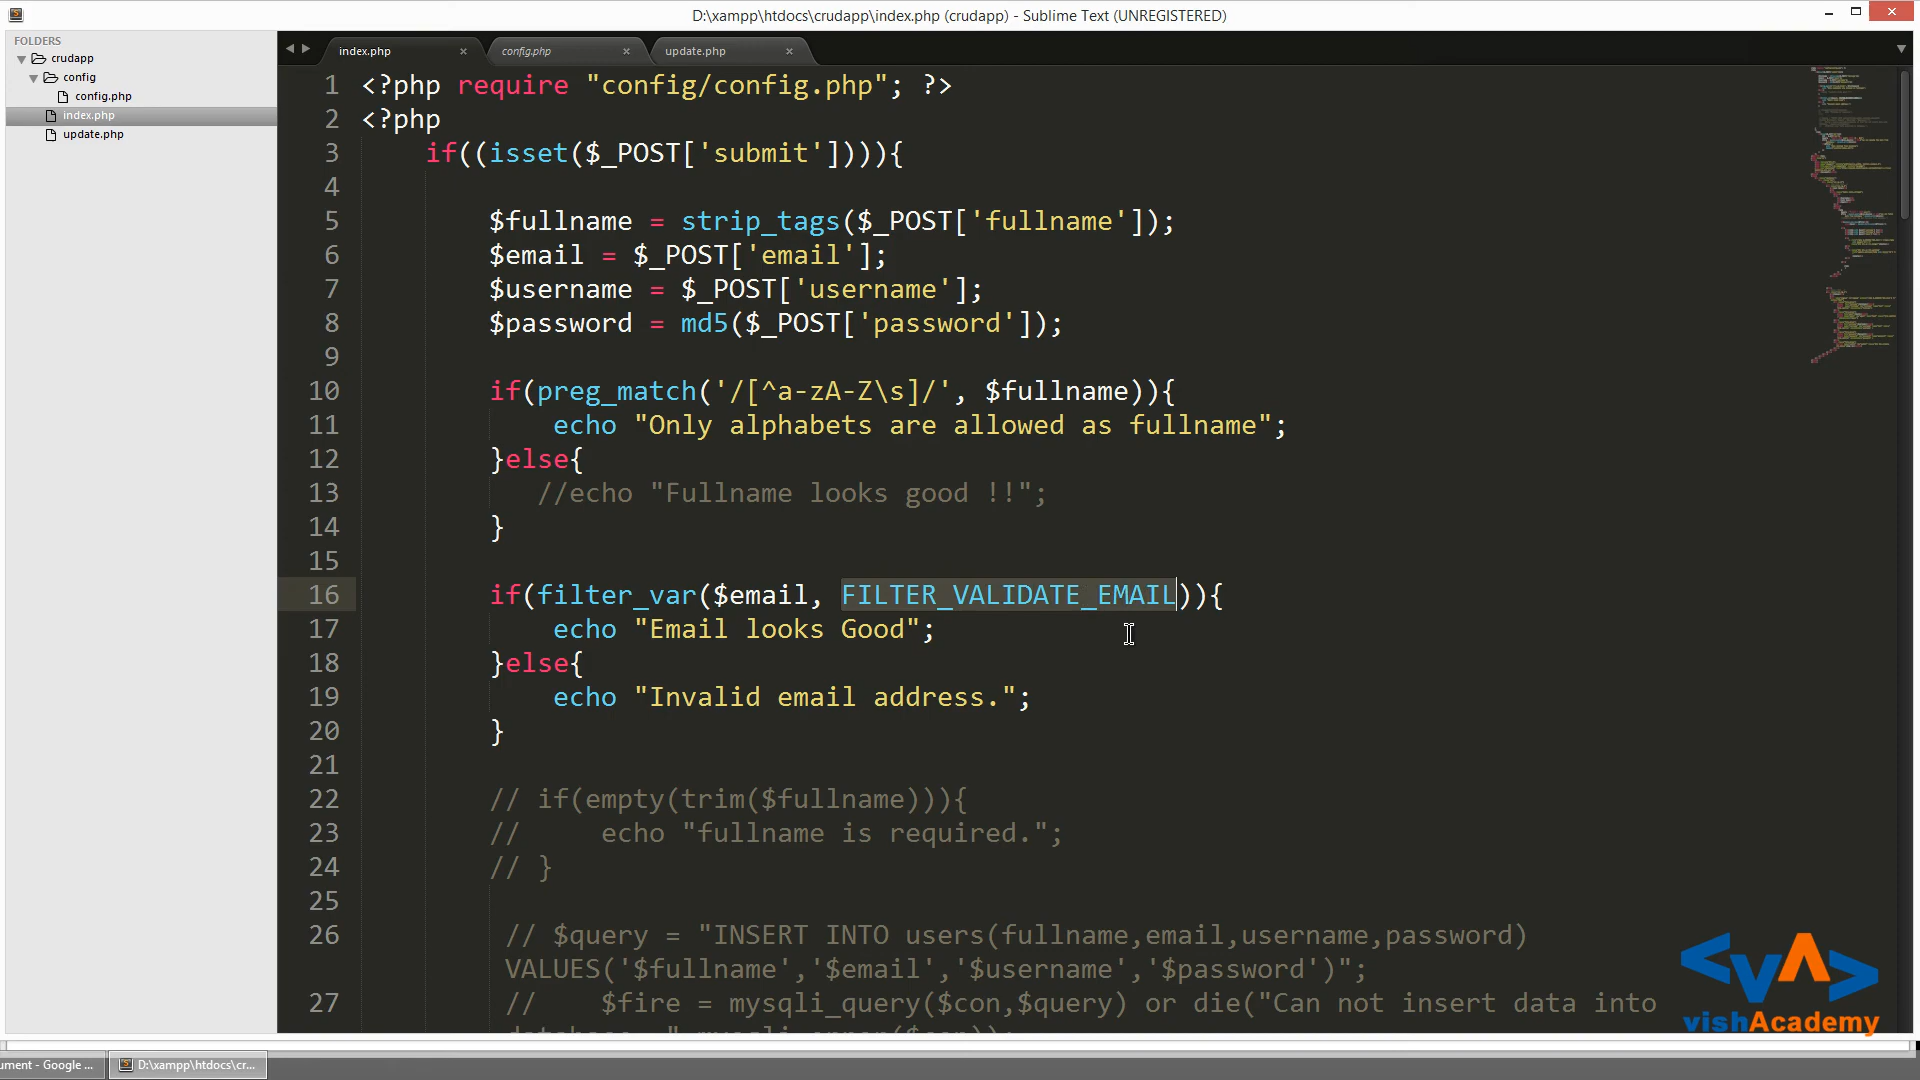 D:\xampp\htdocs\crudapp\index.php (crudapp) - Sublime Text (UNREGISTERED)
FOLDERS
crudapp
config
config.php
index.php
update.php
index.php
config.php
update.php
1 <?php require "config/config.php"; ?>
2 <?php
3 if((isset($_POST['submit']))){
4
5 $fullname = strip_tags($_POST['fullname']);
6 $email = $_POST['email'];
7 $username = $_POST['username'];
8 $password = md5($_POST['password']);
9
10 if(preg_match('/[^a-zA-Z\s]/', $fullname)){
11 echo "Only alphabets are allowed as fullname";
12 }else{
13 //echo "Fullname looks good !!";
14 }
15
16 if(filter_var($email, FILTER_VALIDATE_EMAIL)){
17 echo "Email looks Good";
18 }else{
19 echo "Invalid email address.";
20 }
21
22 // if(empty(trim($fullname))){
23 // echo "fullname is required.";
24 // }
25
26 // $query = "INSERT INTO users(fullname,email,username,password)
VALUES('$fullname','$email','$username','$password')";
27 // $fire = mysqli_query($con,$query) or die("Can not insert data into
<vA>
vishAcademy
ument - Google ...
D:\xampp\htdocs\cr...